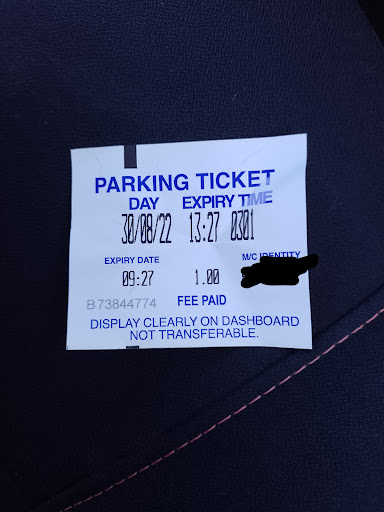 PARKING TICKET
DAY EXPIRY TIME
30/08/22 13:27 0301
EXPIRY DATE M/C IDENTITY
09:27 1.00
B73844774 FEE PAID
DISPLAY CLEARLY ON DASHBOARD
NOT TRANSFERABLE.